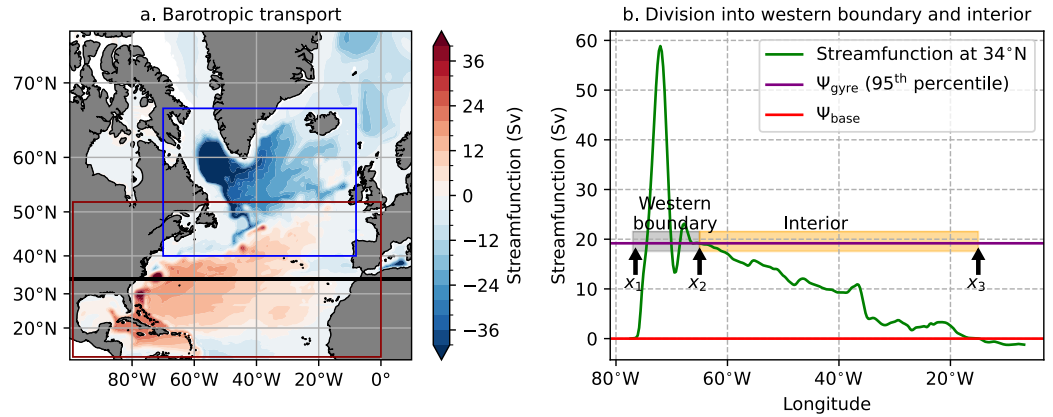 a. Barotropic transport
70°N
60°N
50°N
40°N
30°N
20°N
80°W
60°W
40°W
20°W
0°
36
24
12
0
−12
−24
−36
Streamfunction (Sv)
b. Division into western boundary and interior
Streamfunction at 34°N
Ψgyre (95th percentile)
Ψbase
Western
boundary
Interior
x1
x2
x3
60
50
40
30
20
10
0
Streamfunction (Sv)
80°W
60°W
40°W
20°W
Longitude